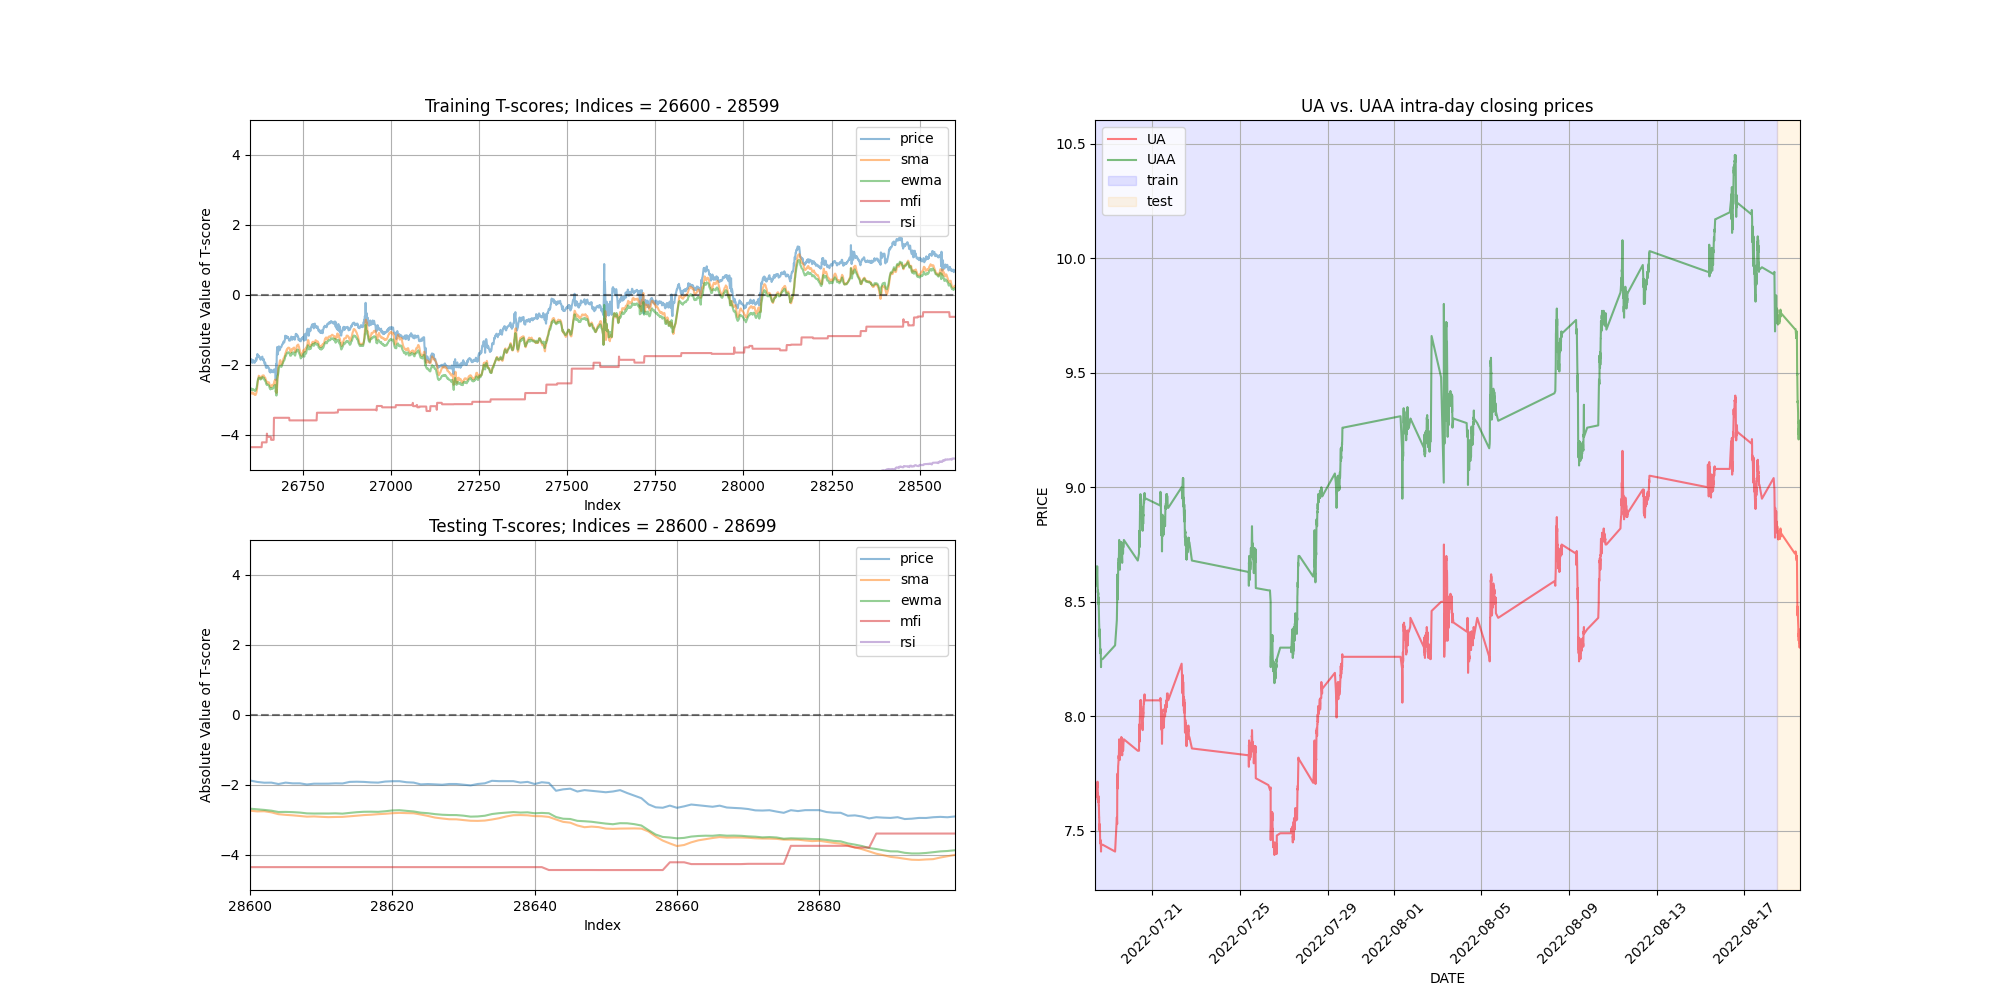 Training T-scores; Indices = 26600 - 28599
Absolute Value of T-score
4
2
0
−2
−4
price
sma
ewma
mfi
rsi
26750 27000 27250 27500 27750 28000 28250 28500
Index
Testing T-scores; Indices = 28600 - 28699
Absolute Value of T-score
4
2
0
−2
−4
price
sma
ewma
mfi
rsi
28600 28620 28640 28660 28680
Index
UA vs. UAA intra-day closing prices
PRICE
10.5
10.0
9.5
9.0
8.5
8.0
7.5
UA
UAA
train
test
2022-07-21 2022-07-25 2022-07-29 2022-08-01 2022-08-05 2022-08-09 2022-08-13 2022-08-17
DATE